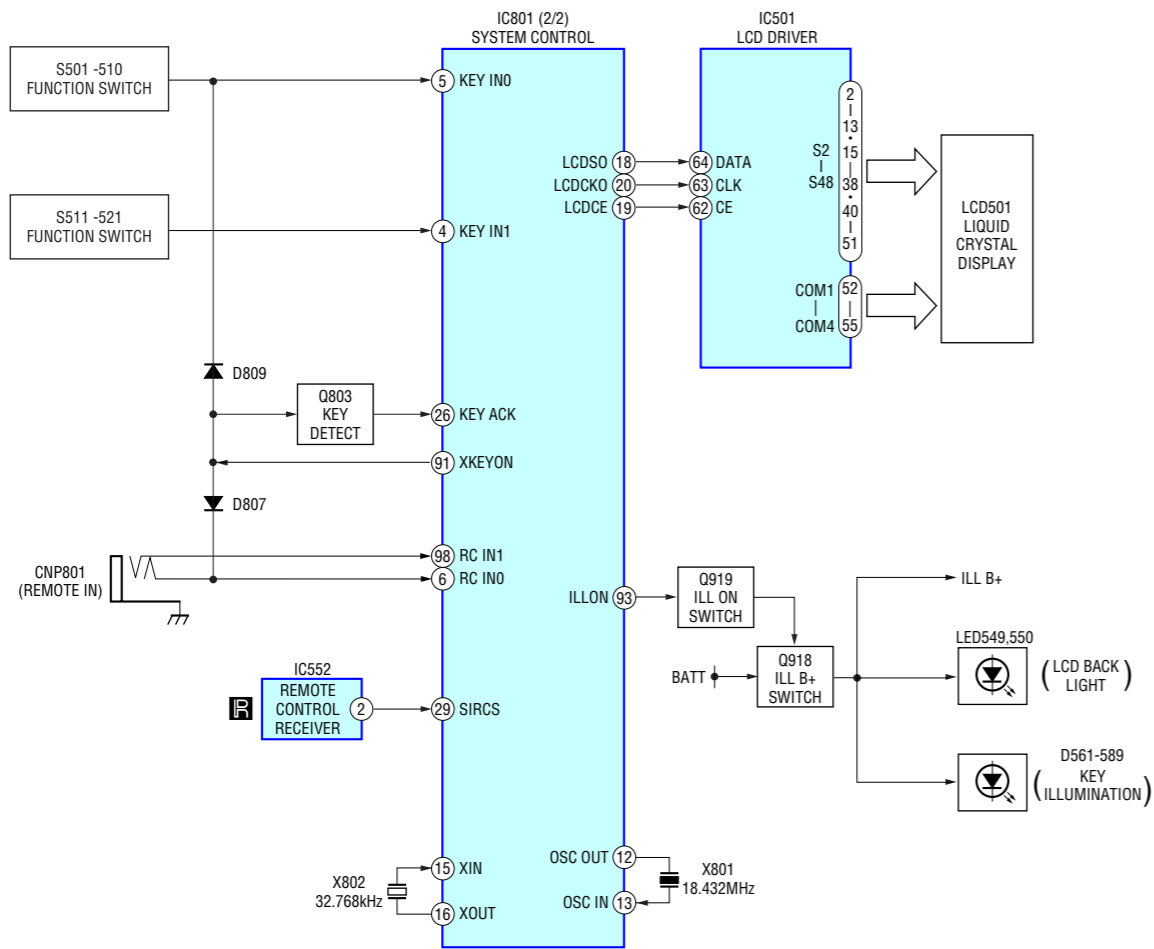 IC801 (2/2)
SYSTEM CONTROL
IC501
LCD DRIVER
S501 -510
FUNCTION SWITCH
5 KEY IN0
S511 -521
FUNCTION SWITCH
4 KEY IN1
LCDSO 18
LCDCKO 20
LCDCE 19
64 DATA
63 CLK
62 CE
S2
S48
2
13
15
38
40
51
COM1
COM4
52
55
LCD501
LIQUID
CRYSTAL
DISPLAY
D809
Q803
KEY
DETECT
26 KEY ACK
91 XKEYON
D807
CNP801
(REMOTE IN)
98 RC IN1
6 RC IN0
ILLON 93
Q919
ILL ON
SWITCH
BATT
Q918
ILL B+
SWITCH
ILL B+
LED549,550
(LCD BACK
LIGHT)
D561-589
(KEY
ILLUMINATION)
IC552
REMOTE
CONTROL
RECEIVER
2
R
29 SIRCS
X802
32.768kHz
15 XIN
16 XOUT
OSC OUT 12
OSC IN 13
X801
18.432MHz